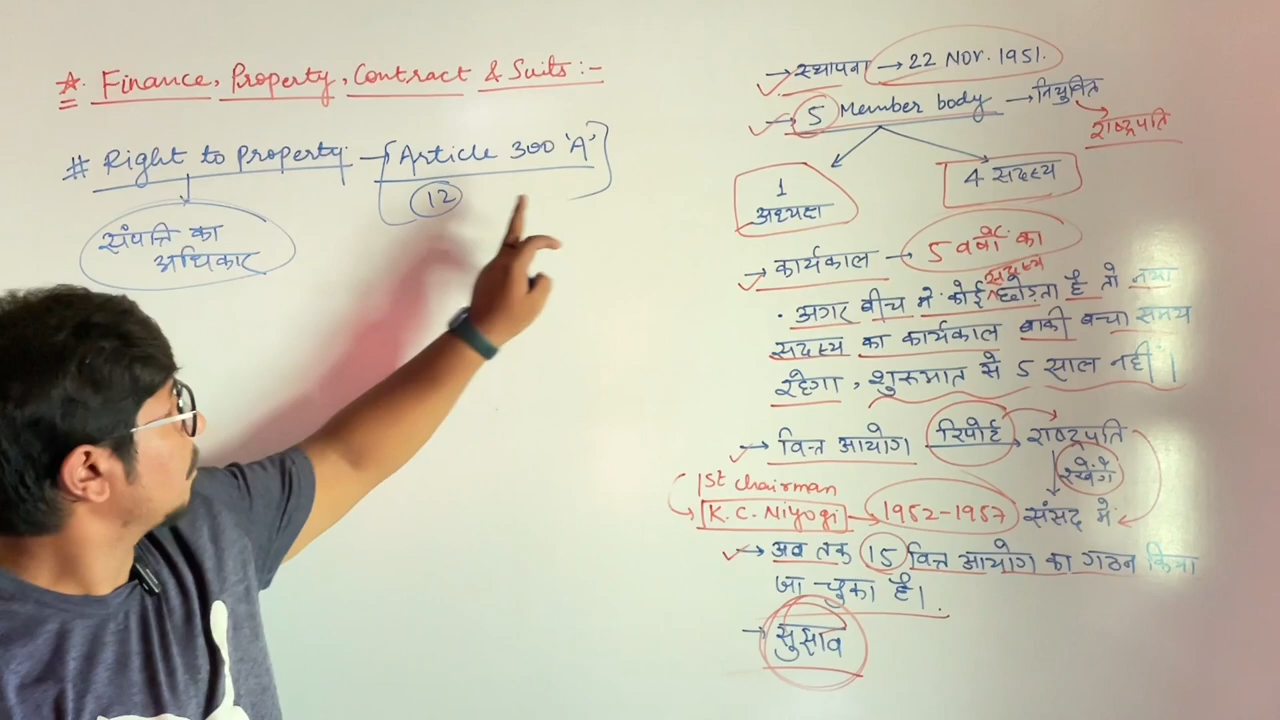 ☆. Finance, Property, Contract & Suits:-
# Right to property - [Article 300 'A']
12
संपत्ति का
अधिकार
→ स्थापना → 22 NOV. 1951.
→ 5 Member body → नियुक्ति
राष्ट्रपति
1
अध्यक्ष
4 सदस्य
→ कार्यकाल → 5 वर्षों का
सदस्य
. अगर बीच मे कोई ^ छोड़ता है तो नया
सदस्य का कार्यकाल बाकी बचा समय
रहेगा, शुरुआत से 5 साल नहीं।
→ वित्त आयोग रिपोर्ट → राष्ट्रपति
रखेंगे
1st chairman
K. C. Niyogi → 1952-1957 संसद मे
→ अब तक 15 वित्त आयोग का गठन किया
जा चुका है।
→ सुझाव